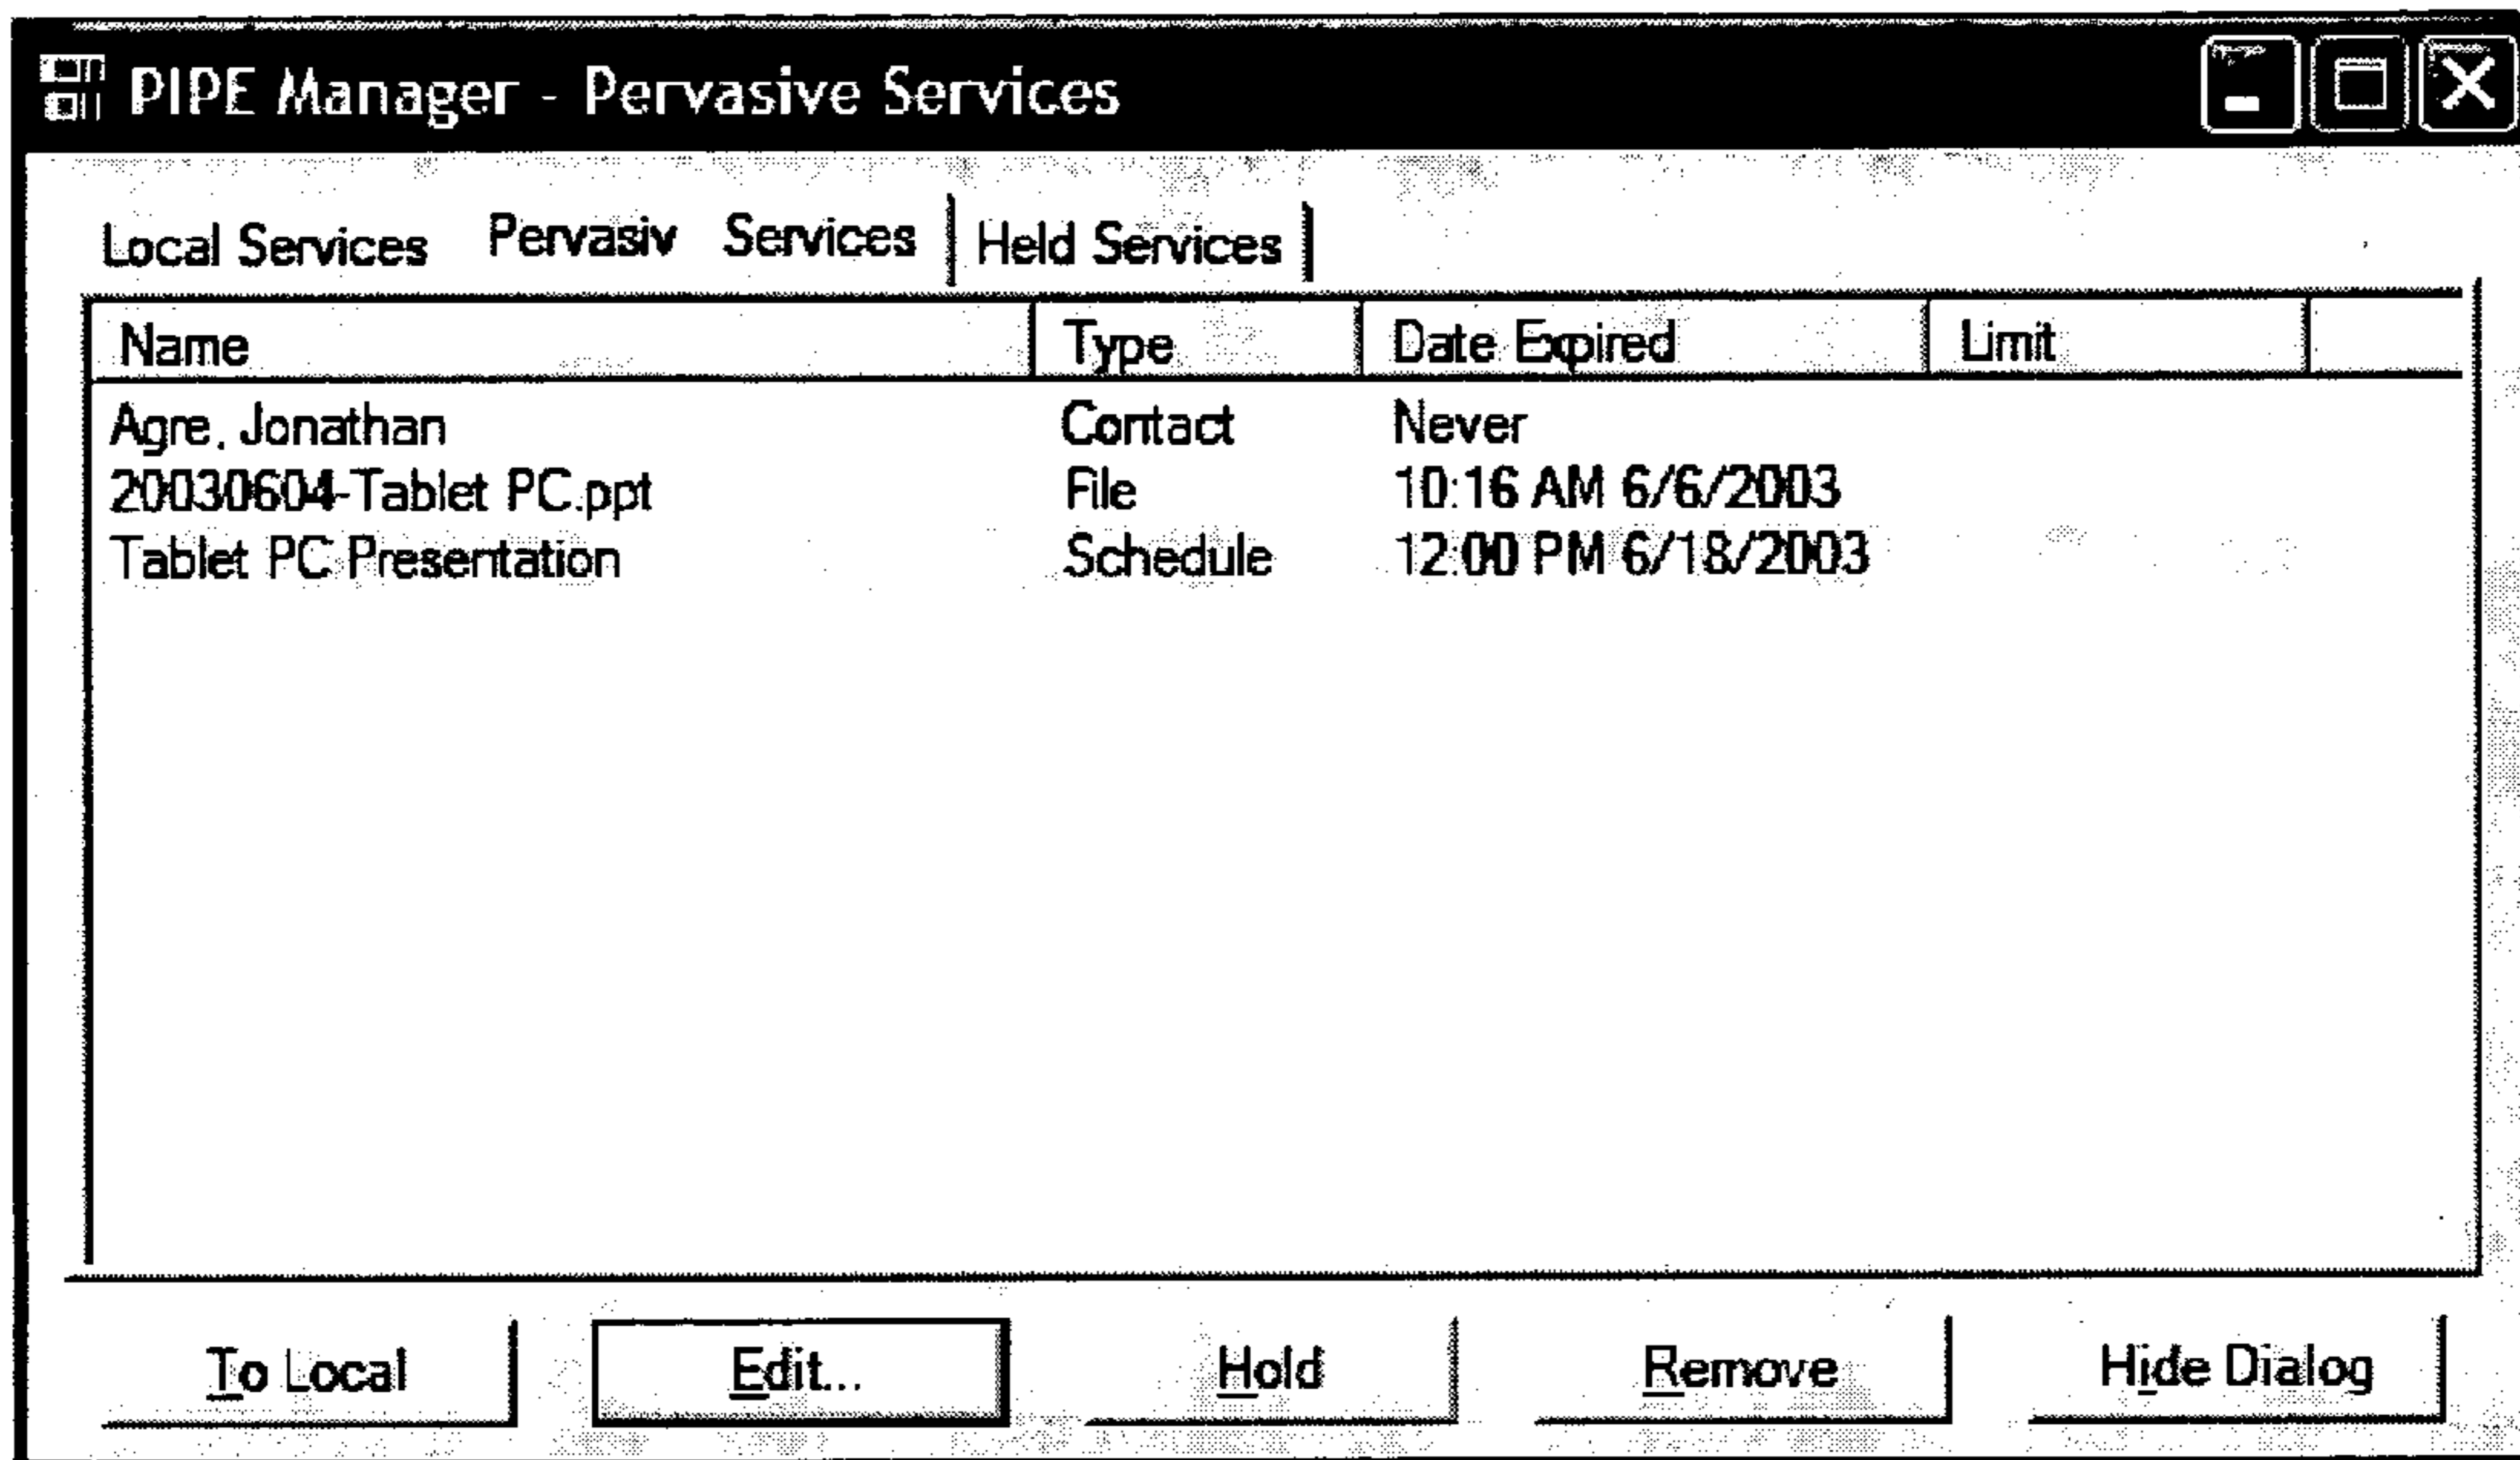 PIPE Manager - Pervasive Services
Local Services Pervasiv Services Held Services
Name Type Date Expired Limit
Agre, Jonathan Contact Never
20030604-Tablet PC.ppt File 10:16 AM 6/6/2003
Tablet PC Presentation Schedule 12:00 PM 6/18/2003
To Local Edit... Hold Remove Hide Dialog